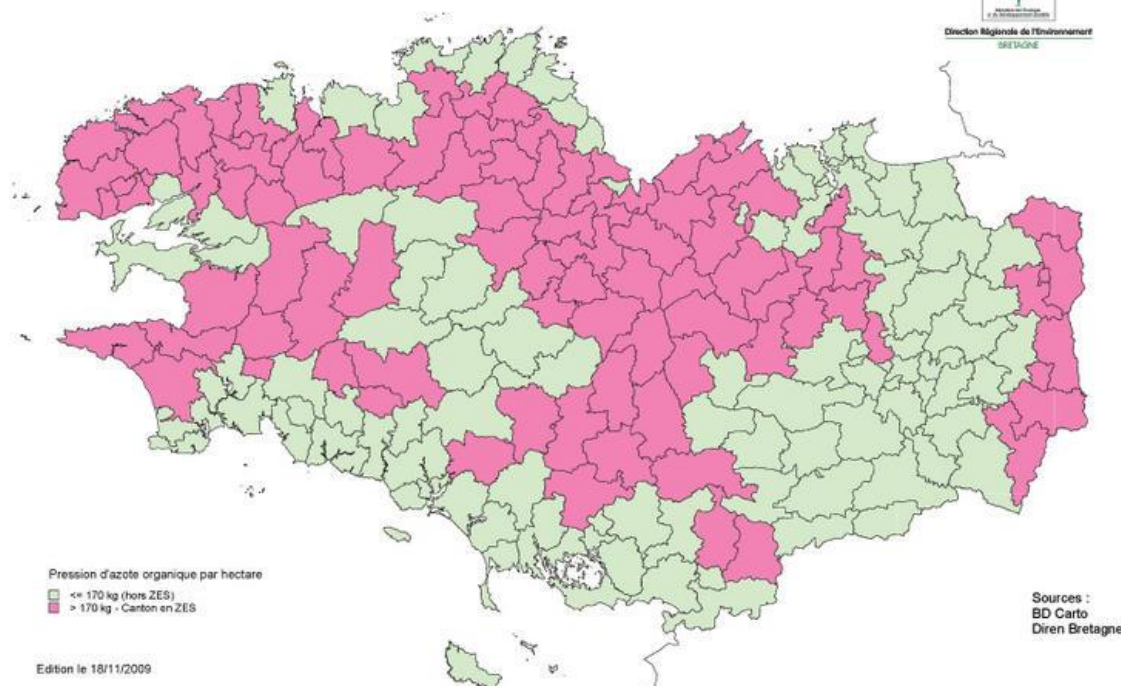 Direction Régionale de l'Environnement
BRETAGNE
Pression d'azote organique par hectare
<= 170 kg (hors ZES)
> 170 kg - Canton en ZES
Sources :
BD Carto
Diren Bretagne
Edition le 18/11/2009